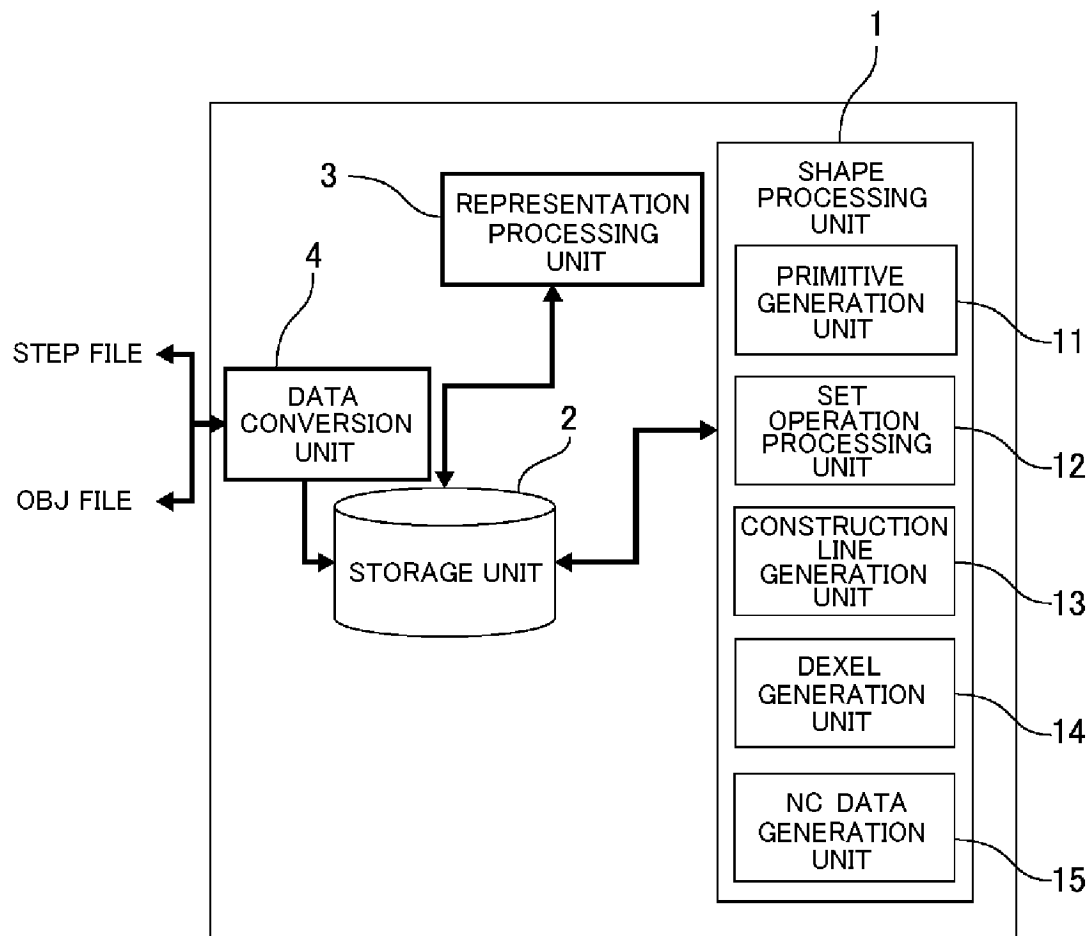 1
3
REPRESENTATION
PROCESSING
UNIT
SHAPE
PROCESSING
UNIT
4
PRIMITIVE
GENERATION
UNIT
11
STEP FILE
OBJ FILE
DATA
CONVERSION
UNIT
2
STORAGE UNIT
SET
OPERATION
PROCESSING
UNIT
12
CONSTRUCTION
LINE
GENERATION
UNIT
13
DEXEL
GENERATION
UNIT
14
NC DATA
GENERATION
UNIT
15